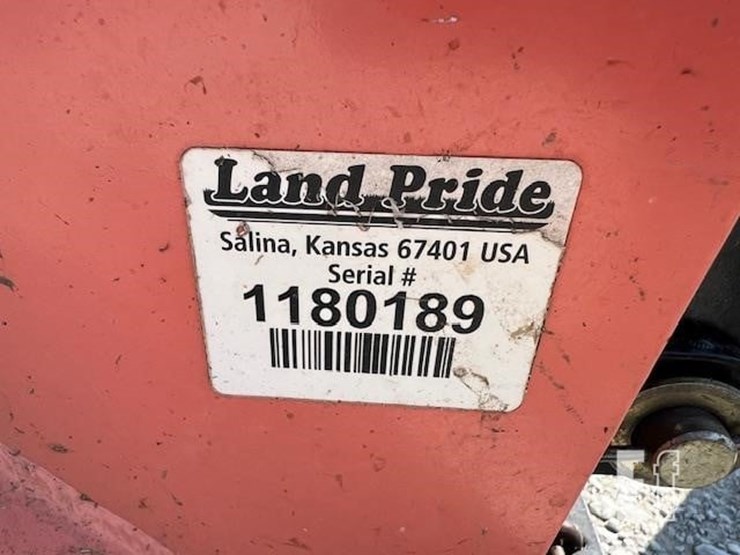 Land Pride
Salina, Kansas 67401 USA
Serial #
1180189